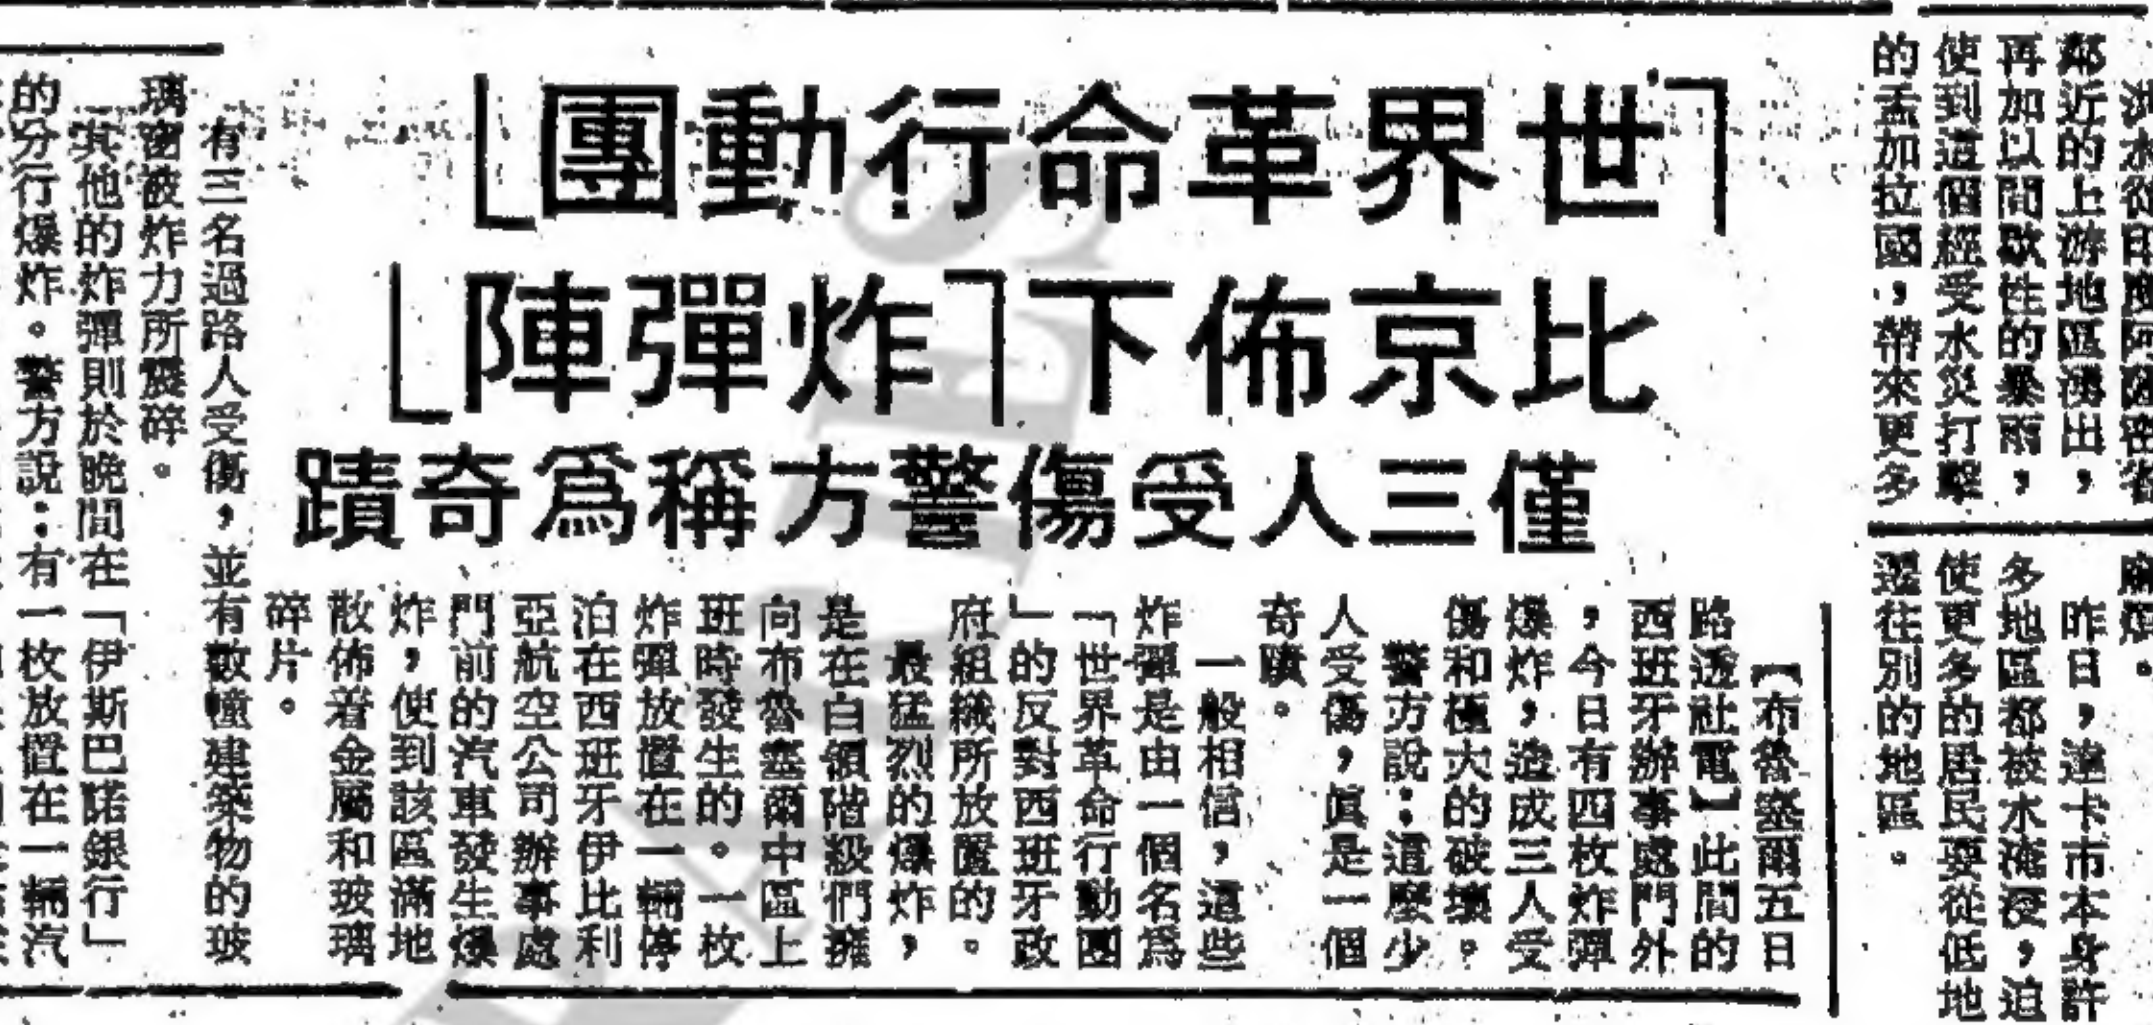 洪水從印度阿薩密省
鄰近的上游地區湧出，
再加以間歇性的暴雨，
使到這個經受水災打擊
的孟加拉國，帶來更多
麻煩。
昨日，達卡市本身許
多地區都被水淹浸，迫
使更多的居民要從低地
遷往別的地區。
「世界革命行動團」
比京佈下「炸彈陣」
僅三人受傷警方稱爲奇蹟
【布魯塞爾五日
路透社電】此間的
西班牙辦事處門外
，今日有四枚炸彈
爆炸，造成三人受
傷和極大的破壞。
警方說：這麼少
人受傷，眞是一個
奇蹟。
一般相信，這些
炸彈是由一個名爲
「世界革命行動團
」的反對西班牙政
府組織所放置的。
最猛烈的爆炸，
是在白領階級們擁
向布魯塞爾中區上
班時發生的。一枚
炸彈放置在一輛停
泊在西班牙伊比利
亞航空公司辦事處
門前的汽車發生爆
炸，使到該區滿地
散佈着金屬和玻璃
碎片。
有三名過路人受傷，並有數幢建築物的玻
璃窗被炸力所震碎。
其他的炸彈則於晚間在「伊斯巴諾銀行」
的分行爆炸。警方說：有一枚放置在一輛汽